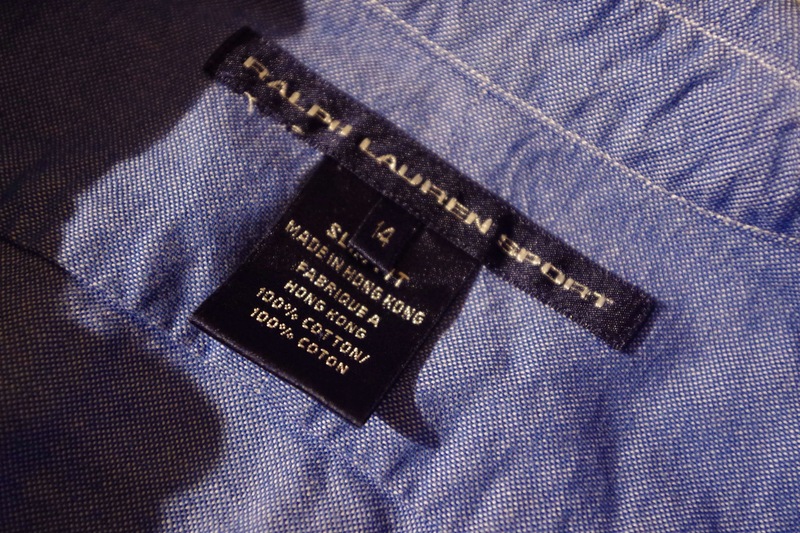 RALPH LAUREN SPORT
14
MADE IN HONG KONG
FABRIQUE A
HONG KONG
100% COTTON/
100% COTON